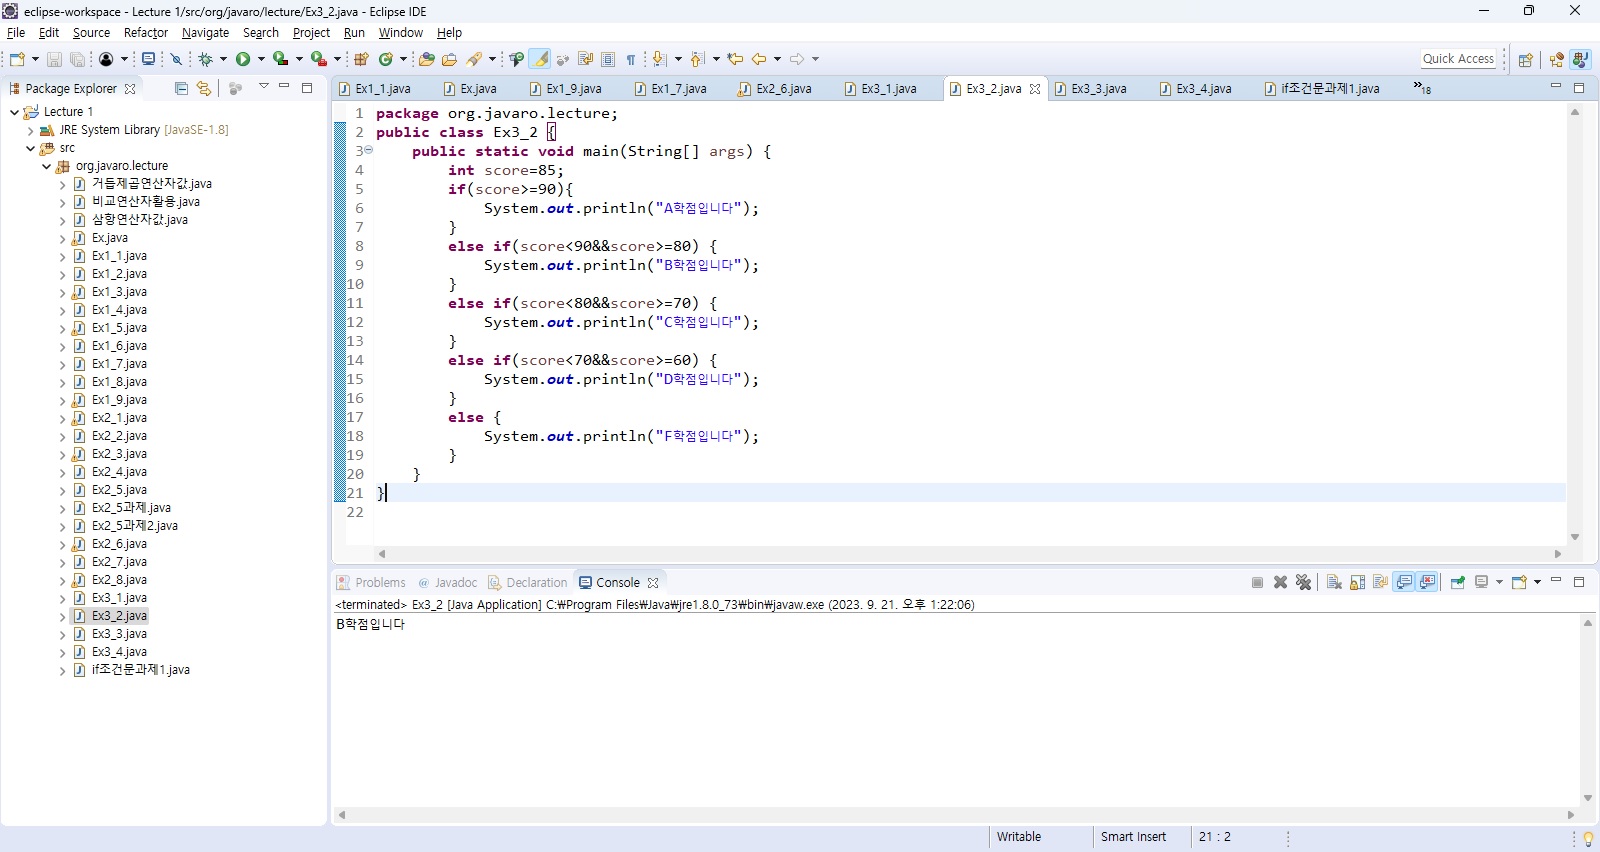 eclipse-workspace - Lecture 1/src/org/javaro/lecture/Ex3_2.java - Eclipse IDE
File Edit Source Refactor Navigate Search Project Run Window Help
Quick Access
Package Explorer
Lecture 1
JRE System Library [JavaSE-1.8]
src
org.javaro.lecture
거듭제곱연산자값.java
비교연산자활용.java
삼항연산자값.java
Ex.java
Ex1_1.java
Ex1_2.java
Ex1_3.java
Ex1_4.java
Ex1_5.java
Ex1_6.java
Ex1_7.java
Ex1_8.java
Ex1_9.java
Ex2_1.java
Ex2_2.java
Ex2_3.java
Ex2_4.java
Ex2_5.java
Ex2_5과제.java
Ex2_5과제2.java
Ex2_6.java
Ex2_7.java
Ex2_8.java
Ex3_1.java
Ex3_2.java
Ex3_3.java
Ex3_4.java
if조건문과제1.java
Ex1_1.java Ex.java Ex1_9.java Ex1_7.java Ex2_6.java Ex3_1.java Ex3_2.java Ex3_3.java Ex3_4.java if조건문과제1.java »18
1 package org.javaro.lecture;
2 public class Ex3_2 {
3 public static void main(String[] args) {
4 int score=85;
5 if(score>=90){
6 System.out.println("A학점입니다");
7 }
8 else if(score<90&&score>=80) {
9 System.out.println("B학점입니다");
10 }
11 else if(score<80&&score>=70) {
12 System.out.println("C학점입니다");
13 }
14 else if(score<70&&score>=60) {
15 System.out.println("D학점입니다");
16 }
17 else {
18 System.out.println("F학점입니다");
19 }
20 }
21 }
22
Problems @ Javadoc Declaration Console
<terminated> Ex3_2 [Java Application] C:₩Program Files₩Java₩jre1.8.0_73₩bin₩javaw.exe (2023. 9. 21. 오후 1:22:06)
B학점입니다
Writable Smart Insert 21 : 2